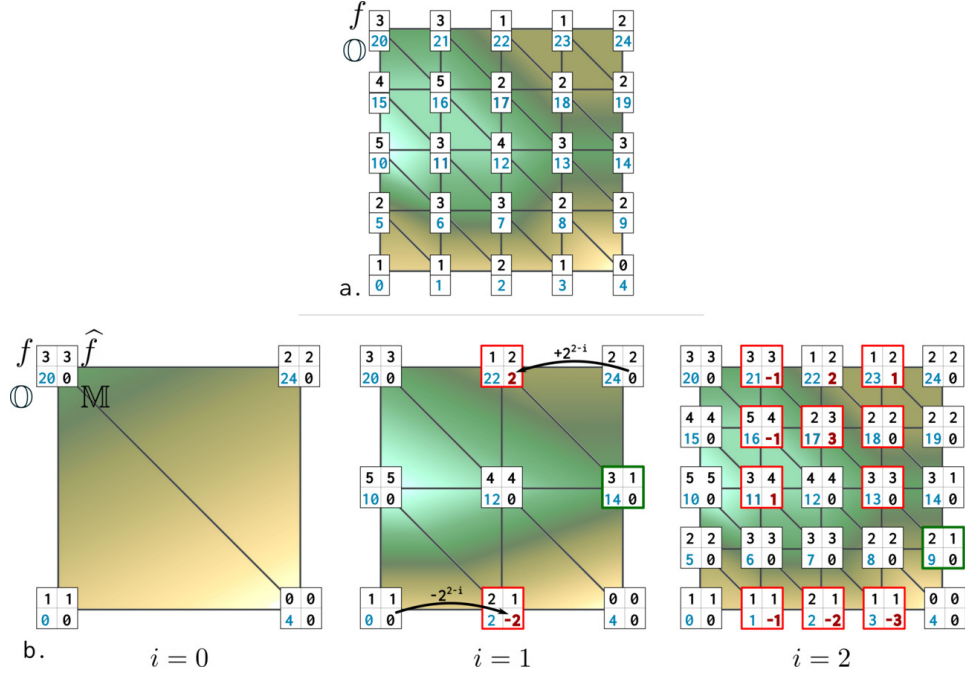 f 3 3 1 1 2
𝕆 20 21 22 23 24
4 5 2 2 2
15 16 17 18 19
5 3 4 3 3
10 11 12 13 14
2 3 3 2 2
5 6 7 8 9
1 1 2 1 0
a. 0 1 2 3 4
f 3 3 f̂ 2 2
𝕆 20 0 𝕄 24 0
1 1 0 0
0 0 4 0
i = 0
3 3 1 2 +2²⁻ⁱ 2 2
20 0 22 2 24 0
5 5 4 4 3 1
10 0 12 0 14 0
1 1 -2²⁻ⁱ 2 1 0 0
0 0 2 -2 4 0
i = 1
3 3 3 3 1 2 1 2 2 2
20 0 21 -1 22 2 23 1 24 0
4 4 5 4 2 3 2 2 2 2
15 0 16 -1 17 3 18 0 19 0
5 5 3 4 4 4 3 3 3 1
10 0 11 1 12 0 13 0 14 0
2 2 3 3 3 3 2 2 2 1
5 0 6 0 7 0 8 0 9 0
1 1 1 1 2 1 1 1 0 0
0 0 1 -1 2 -2 3 -3 4 0
i = 2
b.